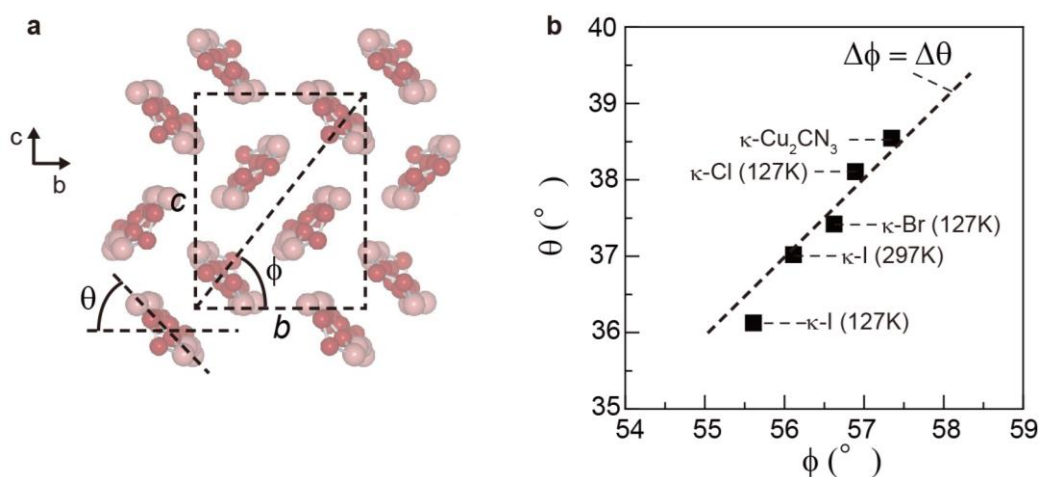 a
c
b
c
θ
ϕ
b
b
40
39
38
37
36
35
θ (°)
Δϕ = Δθ
κ-Cu₂CN₃
κ-Cl (127K)
κ-Br (127K)
κ-I (297K)
κ-I (127K)
54 55 56 57 58 59
ϕ (°)